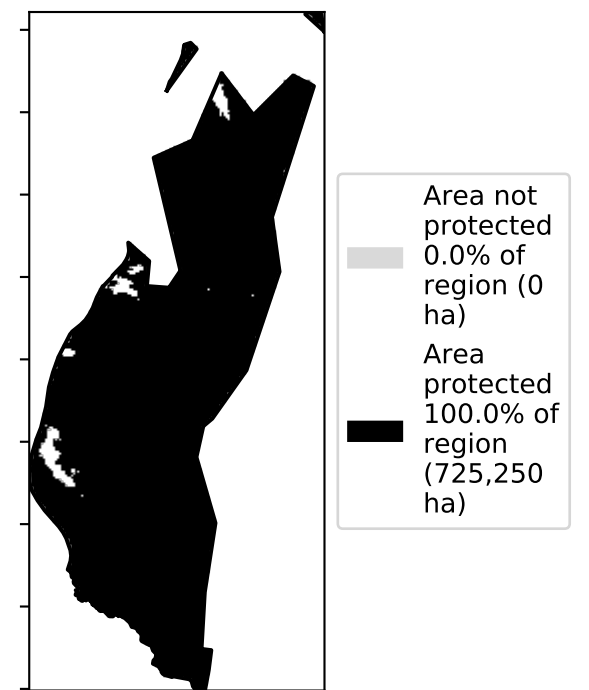 Area not
protected
0.0% of
region (0
ha)
Area
protected
100.0% of
region
(725,250
ha)